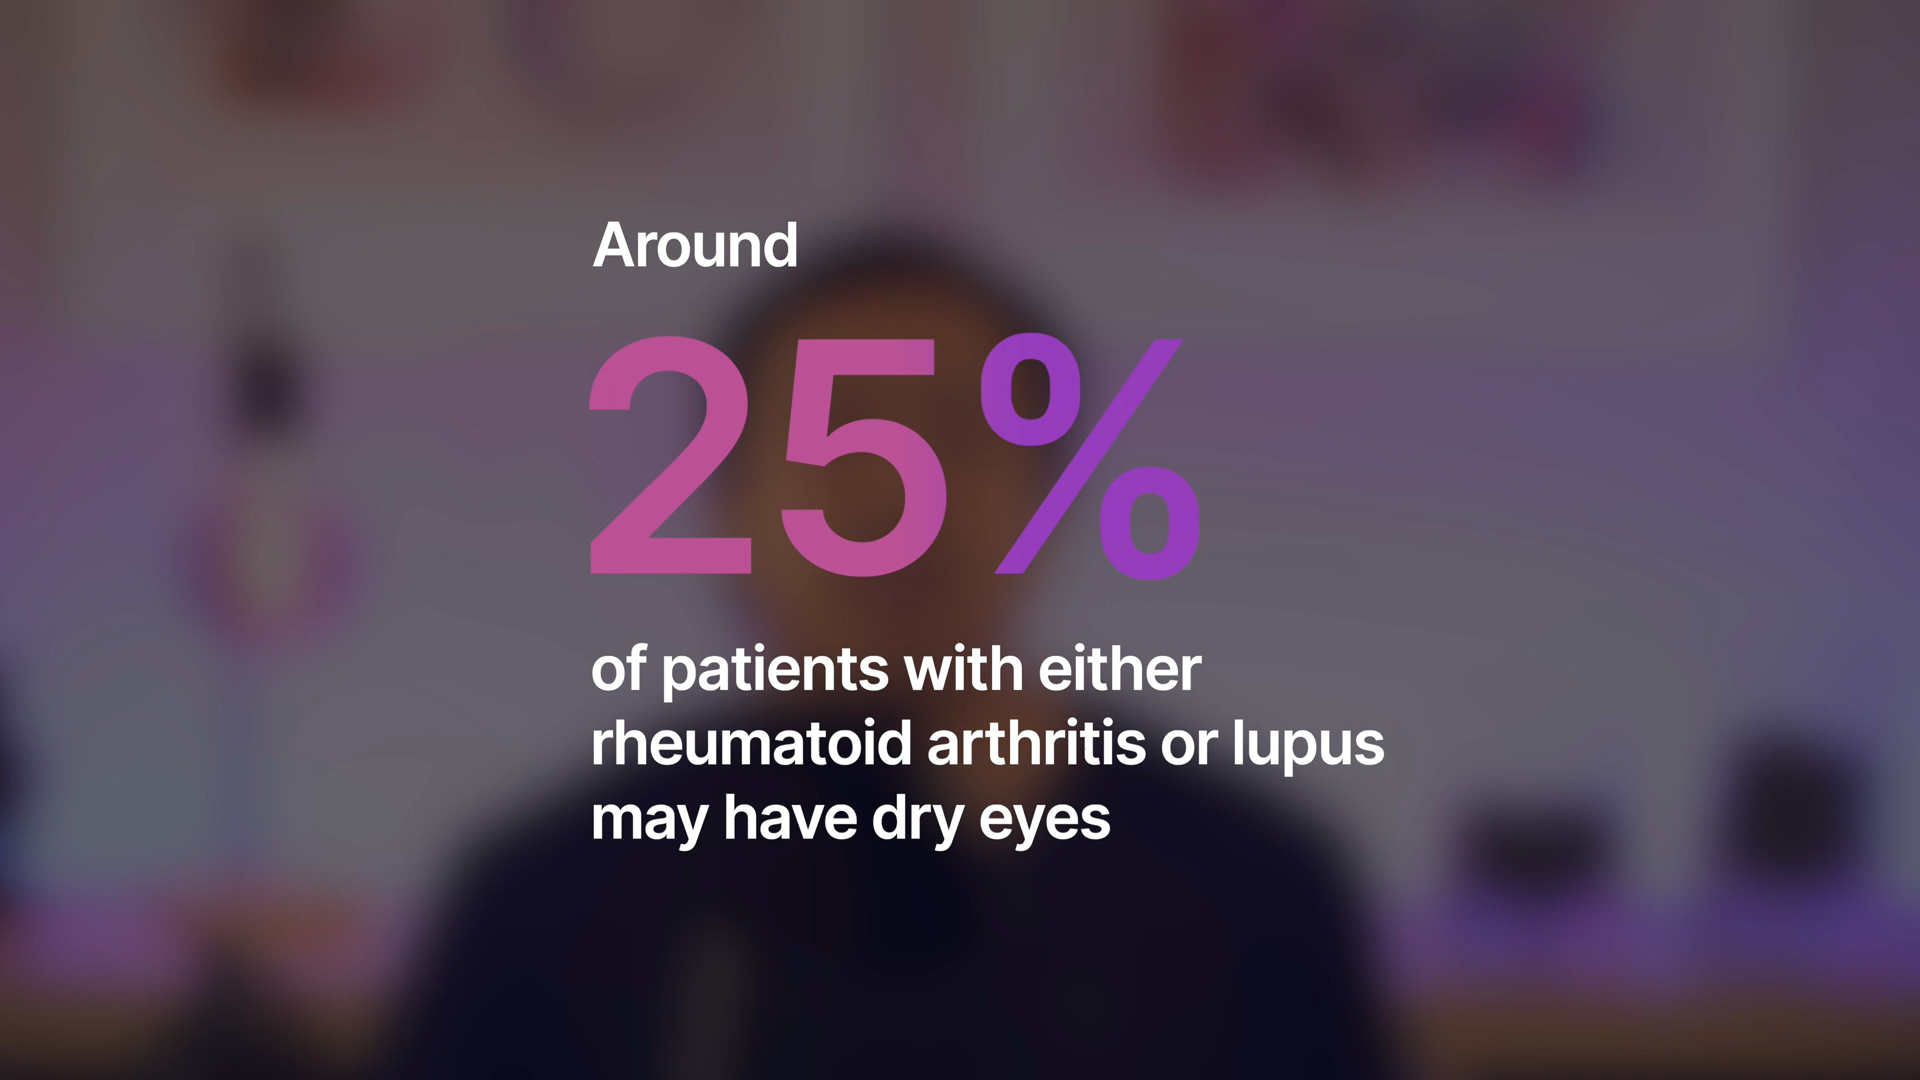 Around
25%
of patients with either
rheumatoid arthritis or lupus
may have dry eyes